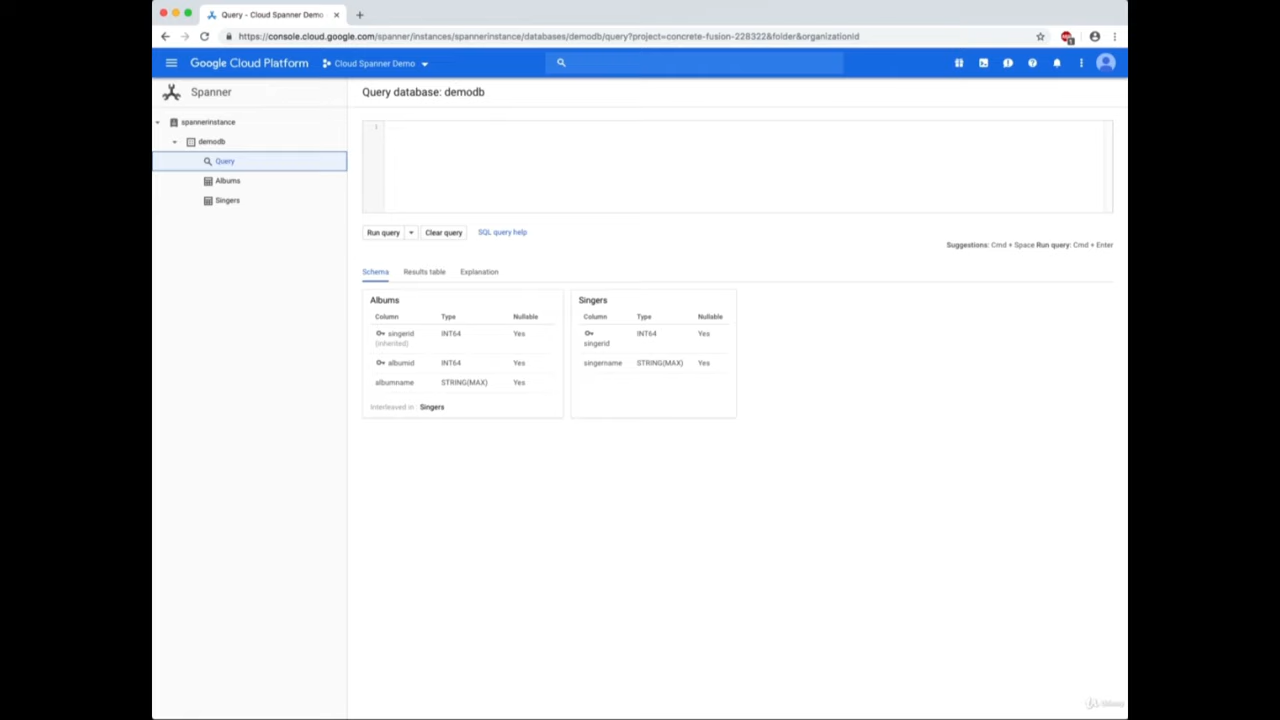 Query - Cloud Spanner Demo
https://console.cloud.google.com/spanner/instances/spannerinstance/databases/demodb/query?project=concrete-fusion-228322&folder&organizationId
Google Cloud Platform
Cloud Spanner Demo
Spanner
Query database: demodb
spannerinstance
demodb
Query
Albums
Singers
1
Run query
Clear query
SQL query help
Suggestions: Cmd + Space Run query: Cmd + Enter
Schema
Results table
Explanation
Albums
Column Type Nullable
singerid INT64 Yes
(inherited)
albumid INT64 Yes
albumname STRING(MAX) Yes
Interleaved in : Singers
Singers
Column Type Nullable
singerid INT64 Yes
singername STRING(MAX) Yes